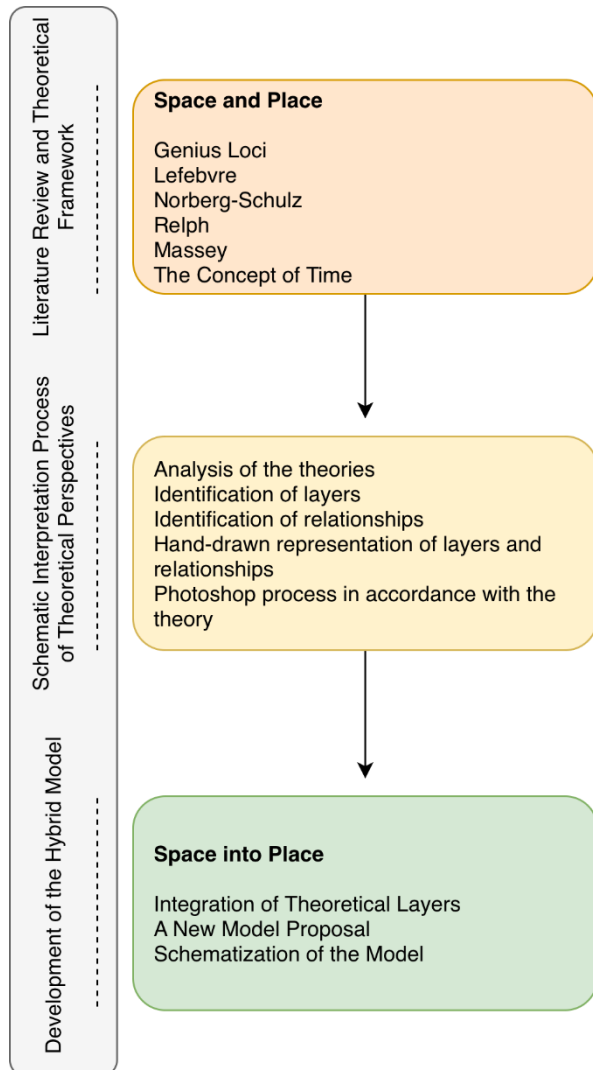 Literature Review and Theoretical
Framework
Space and Place
Genius Loci
Lefebvre
Norberg-Schulz
Relph
Massey
The Concept of Time
Schematic Interpretation Process
of Theoretical Perspectives
Analysis of the theories
Identification of layers
Identification of relationships
Hand-drawn representation of layers and
relationships
Photoshop process in accordance with the
theory
Development of the Hybrid Model
Space into Place
Integration of Theoretical Layers
A New Model Proposal
Schematization of the Model